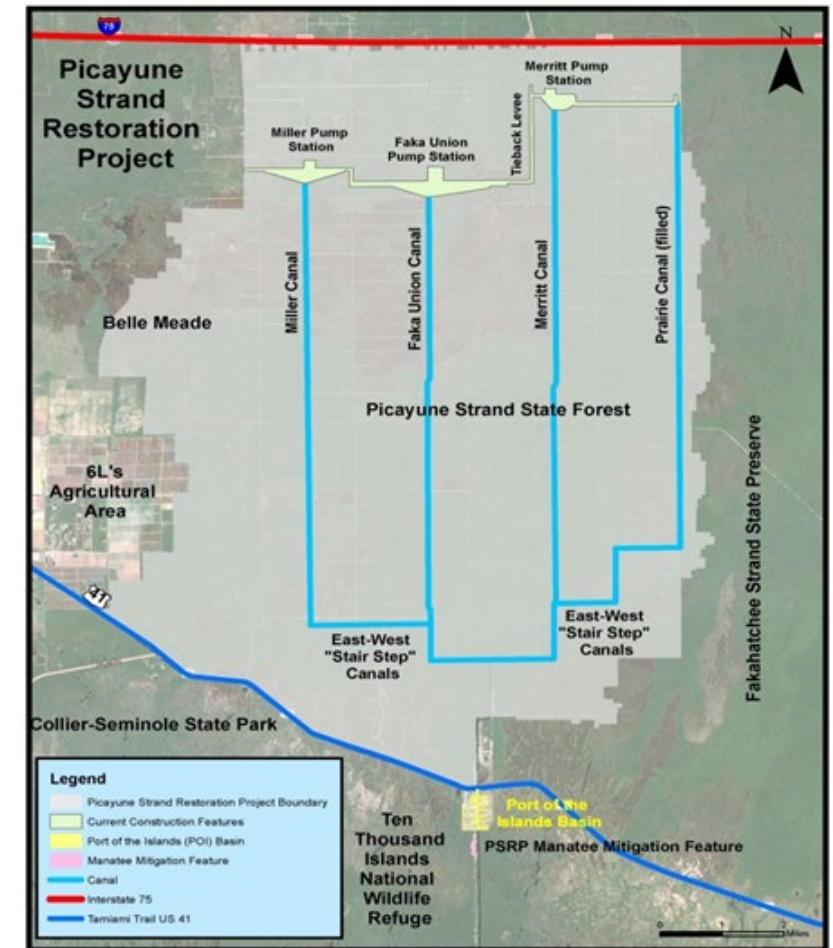 75
N
Picayune
Strand
Restoration
Project
Merritt Pump
Station
Miller Pump
Station
Faka Union
Pump Station
Tieback Levee
Miller Canal
Faka Union Canal
Merritt Canal
Prairie Canal (filled)
Belle Meade
Picayune Strand State Forest
6L's
Agricultural
Area
Fakahatchee Strand State Preserve
41
East-West
"Stair Step"
Canals
East-West
"Stair Step"
Canals
Collier-Seminole State Park
Port of the
Islands Basin
Ten
Thousand
Islands
National
Wildlife
Refuge
PSRP Manatee Mitigation Feature
Legend
Picayune Strand Restoration Project Boundary
Current Construction Features
Port of the Islands (POI) Basin
Manatee Mitigation Feature
Canal
Interstate 75
Tamiami Trail US 41
0 1 2
Miles